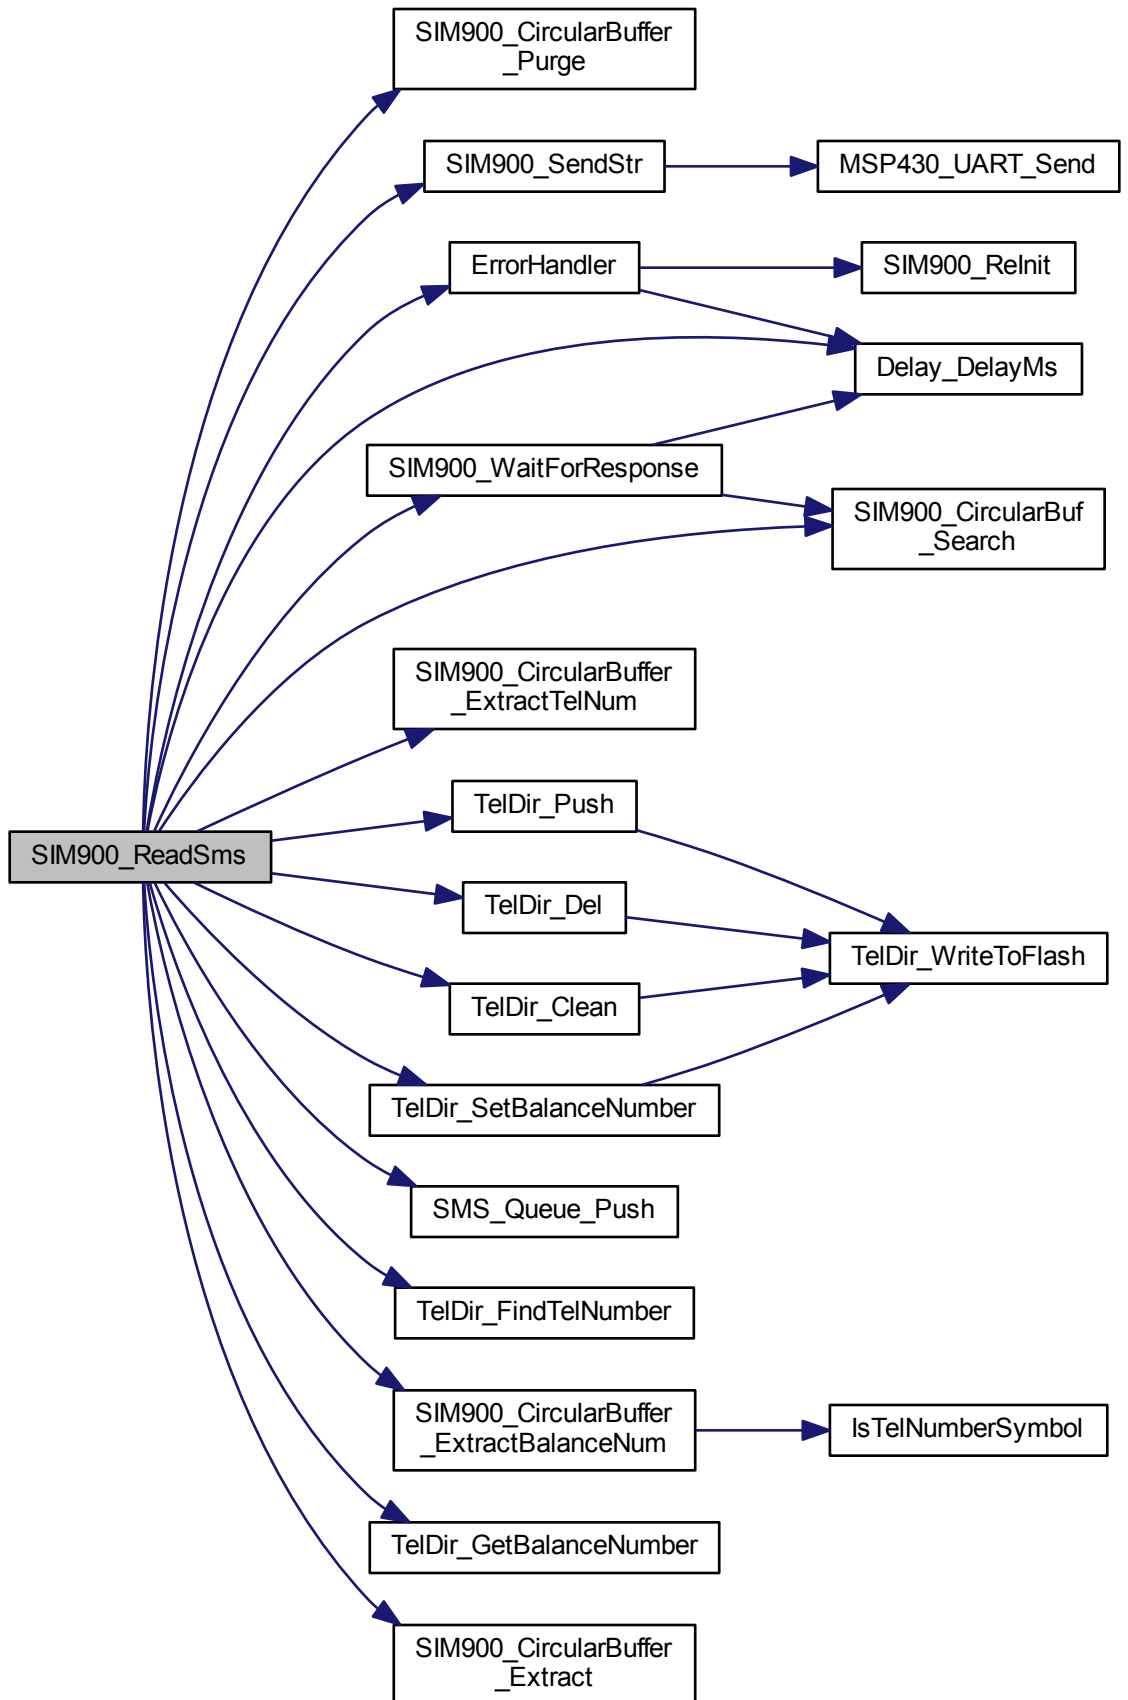 SIM900_CircularBuffer
_Purge
SIM900_SendStr
MSP430_UART_Send
ErrorHandler
SIM900_ReInit
Delay_DelayMs
SIM900_WaitForResponse
SIM900_CircularBuf
_Search
SIM900_CircularBuffer
_ExtractTelNum
TelDir_Push
SIM900_ReadSms
TelDir_Del
TelDir_WriteToFlash
TelDir_Clean
TelDir_SetBalanceNumber
SMS_Queue_Push
TelDir_FindTelNumber
SIM900_CircularBuffer
_ExtractBalanceNum
IsTelNumberSymbol
TelDir_GetBalanceNumber
SIM900_CircularBuffer
_Extract